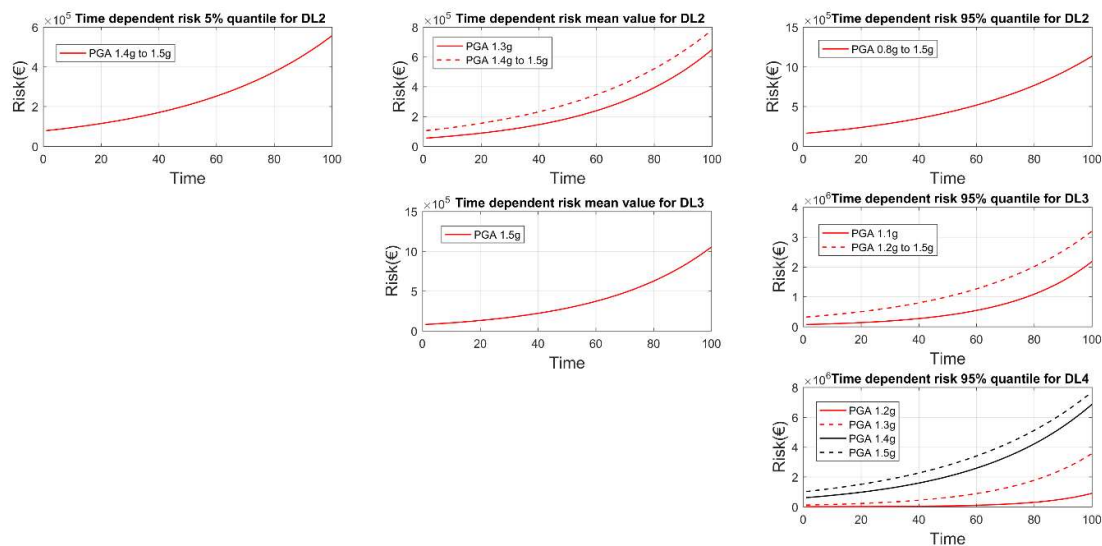 ×10⁵ Time dependent risk 5% quantile for DL2
6
4
2
0
Risk(€)
PGA 1.4g to 1.5g
0 20 40 60 80 100
Time
×10⁵ Time dependent risk mean value for DL2
8
6
4
2
0
Risk(€)
PGA 1.3g
PGA 1.4g to 1.5g
0 20 40 60 80 100
Time
×10⁵ Time dependent risk 95% quantile for DL2
15
10
5
0
Risk(€)
PGA 0.8g to 1.5g
0 20 40 60 80 100
Time
×10⁵ Time dependent risk mean value for DL3
15
10
5
0
Risk(€)
PGA 1.5g
0 20 40 60 80 100
Time
×10⁶ Time dependent risk 95% quantile for DL3
4
3
2
1
0
Risk(€)
PGA 1.1g
PGA 1.2g to 1.5g
0 20 40 60 80 100
Time
×10⁶ Time dependent risk 95% quantile for DL4
8
6
4
2
0
Risk(€)
PGA 1.2g
PGA 1.3g
PGA 1.4g
PGA 1.5g
0 20 40 60 80 100
Time